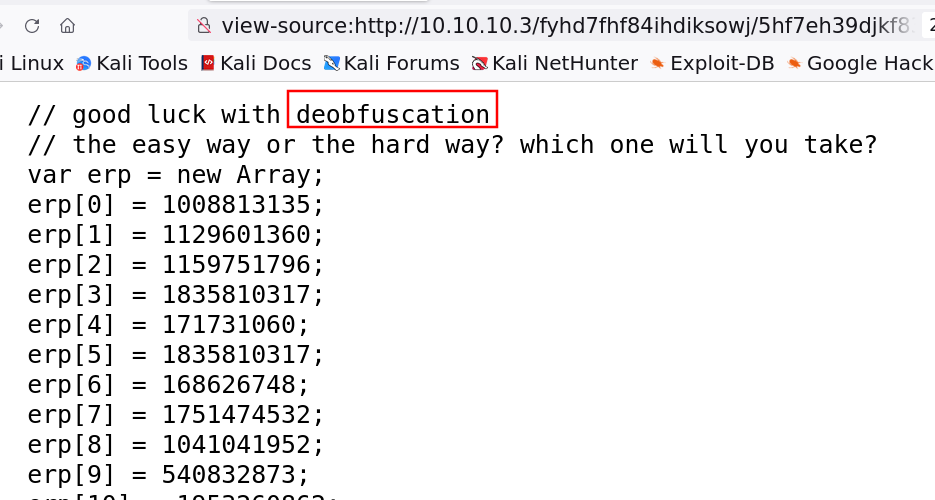 view-source:http://10.10.10.3/fyhd7fhf84ihdiksowj/5hf7eh39djkf8
i Linux Kali Tools Kali Docs Kali Forums Kali NetHunter Exploit-DB Google Hack
// good luck with deobfuscation
// the easy way or the hard way? which one will you take?
var erp = new Array;
erp[0] = 1008813135;
erp[1] = 1129601360;
erp[2] = 1159751796;
erp[3] = 1835810317;
erp[4] = 171731060;
erp[5] = 1835810317;
erp[6] = 168626748;
erp[7] = 1751474532;
erp[8] = 1041041952;
erp[9] = 540832873;